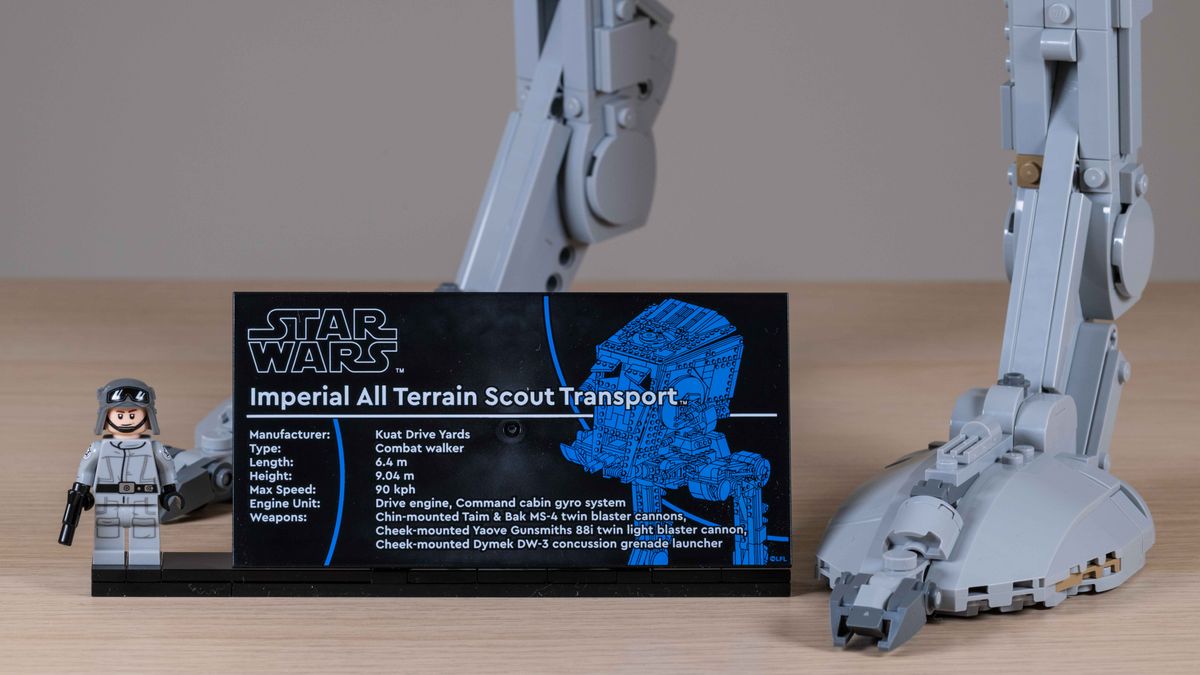 STAR
WARS™
Imperial All Terrain Scout Transport™
Manufacturer: Kuat Drive Yards
Type: Combat walker
Length: 6.4 m
Height: 9.04 m
Max Speed: 90 kph
Engine Unit: Drive engine, Command cabin gyro system
Weapons: Chin-mounted Taim & Bak MS-4 twin blaster cannons,
Cheek-mounted Yaove Gunsmiths 88i twin light blaster cannon,
Cheek-mounted Dymek DW-3 concussion grenade launcher
©LFL